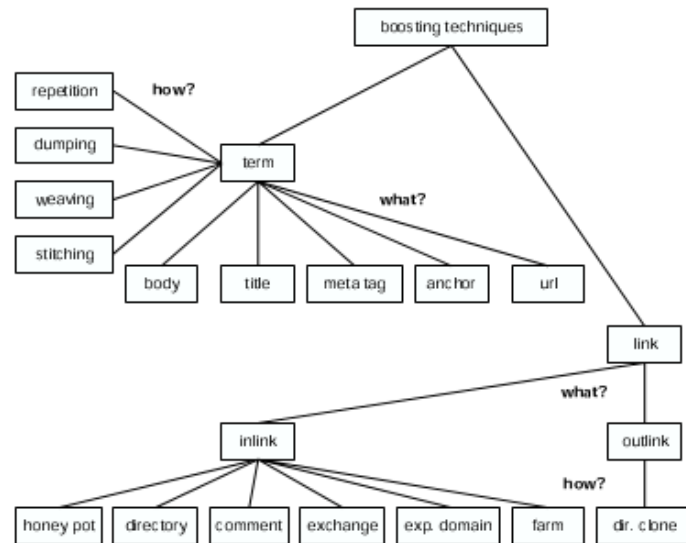 boosting techniques
how?
repetition
dumping
term
weaving
what?
stitching
body
title
meta tag
anchor
url
link
what?
inlink
outlink
how?
honey pot
directory
comment
exchange
exp. domain
farm
dir. clone